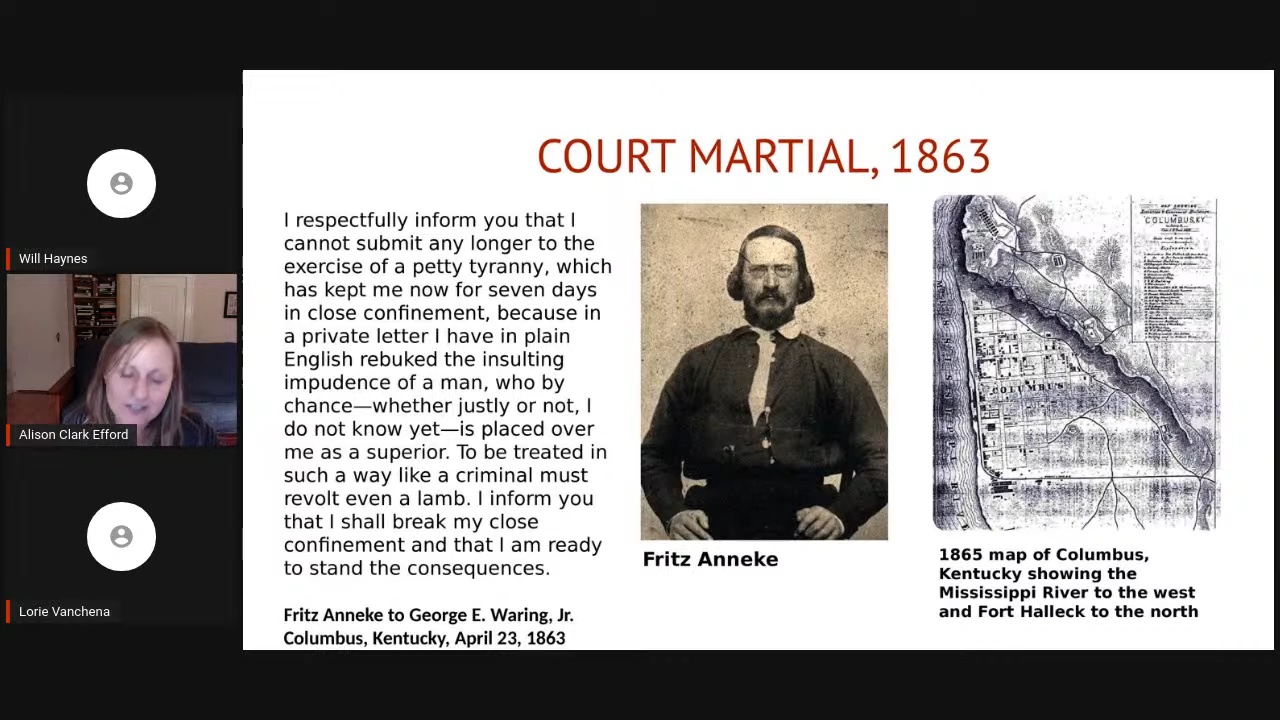 COURT MARTIAL, 1863
I respectfully inform you that I
cannot submit any longer to the
exercise of a petty tyranny, which
has kept me now for seven days
in close confinement, because in
a private letter I have in plain
English rebuked the insulting
impudence of a man, who by
chance—whether justly or not, I
do not know yet—is placed over
me as a superior. To be treated in
such a way like a criminal must
revolt even a lamb. I inform you
that I shall break my close
confinement and that I am ready
to stand the consequences.
Fritz Anneke to George E. Waring, Jr.
Columbus, Kentucky, April 23, 1863
Fritz Anneke
COLUMBUS, KY.
COLUMBUS
1865 map of Columbus,
Kentucky showing the
Mississippi River to the west
and Fort Halleck to the north
Will Haynes
Alison Clark Efford
Lorie Vanchena